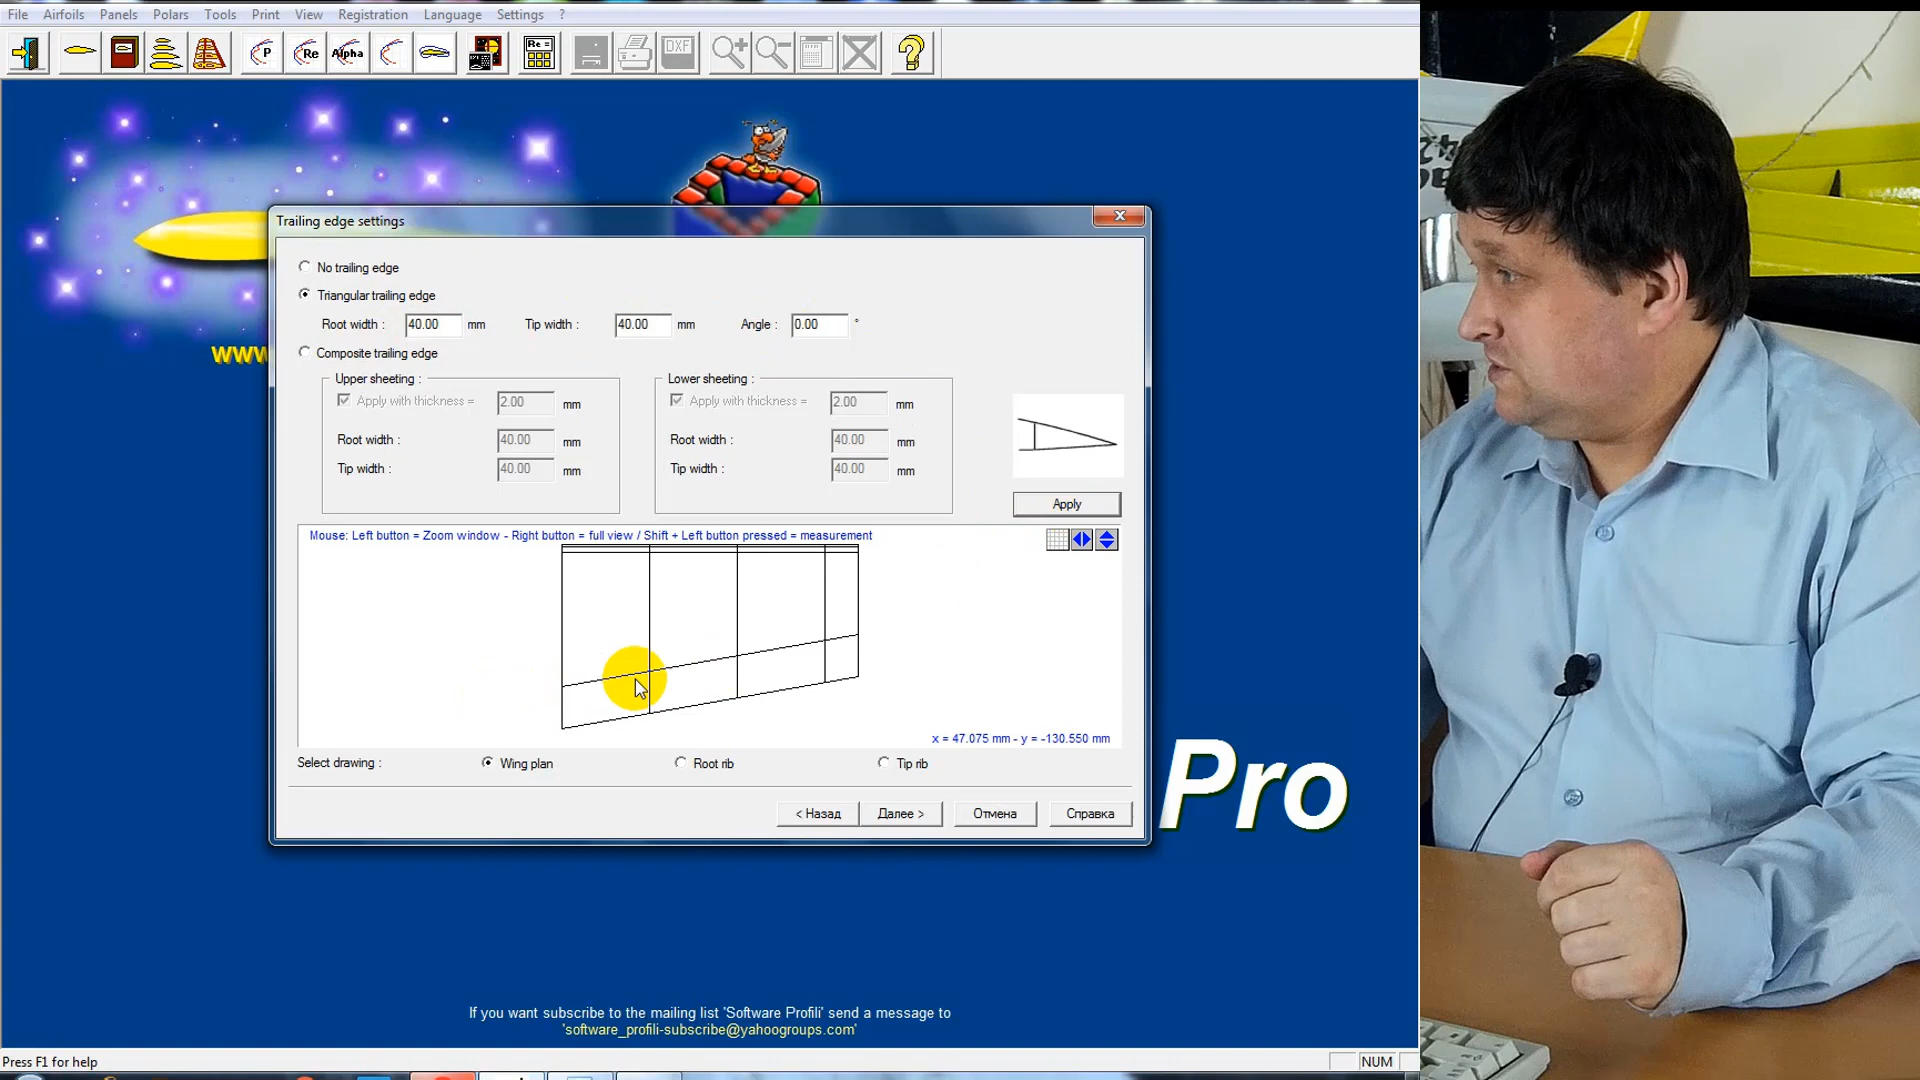 File Airfoils Panels Polars Tools Print View Registration Language Settings ?
P Re Alpha Re = DXF ?
Trailing edge settings
No trailing edge
Triangular trailing edge
Root width : 40.00 mm Tip width : 40.00 mm Angle : 0.00 °
Composite trailing edge
Upper sheeting : Lower sheeting :
Apply with thickness = 2.00 mm Apply with thickness = 2.00 mm
Root width : 40.00 mm Root width : 40.00 mm
Tip width : 40.00 mm Tip width : 40.00 mm
Apply
Mouse: Left button = Zoom window - Right button = full view / Shift + Left button pressed = measurement
x = 47.075 mm - y = -130.550 mm
Select drawing : Wing plan Root rib Tip rib
< Назад Далее > Отмена Справка
www
Pro
If you want subscribe to the mailing list 'Software Profili' send a message to
'software_profili-subscribe@yahoogroups.com'
Press F1 for help NUM